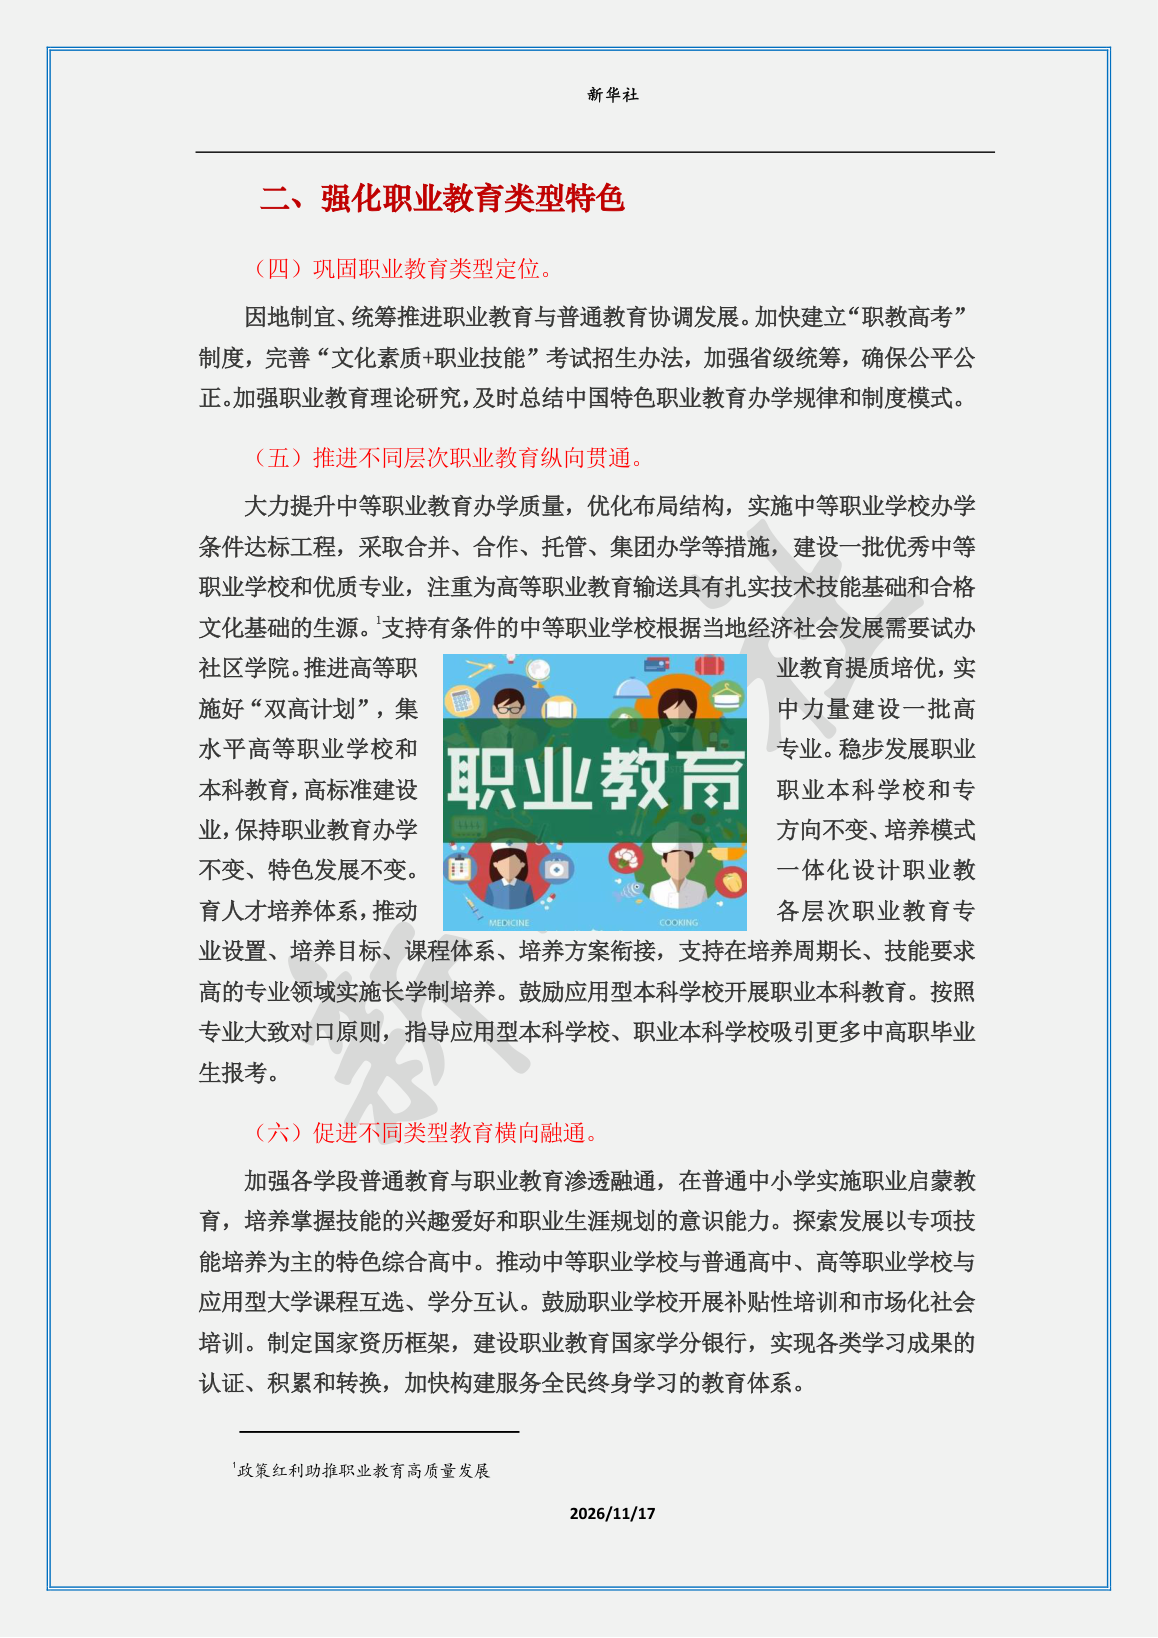 新华社
二、强化职业教育类型特色
（四）巩固职业教育类型定位。
因地制宜、统筹推进职业教育与普通教育协调发展。加快建立“职教高考”
制度，完善“文化素质+职业技能”考试招生办法，加强省级统筹，确保公平公
正。加强职业教育理论研究，及时总结中国特色职业教育办学规律和制度模式。
（五）推进不同层次职业教育纵向贯通。
大力提升中等职业教育办学质量，优化布局结构，实施中等职业学校办学
条件达标工程，采取合并、合作、托管、集团办学等措施，建设一批优秀中等
职业学校和优质专业，注重为高等职业教育输送具有扎实技术技能基础和合格
文化基础的生源。1支持有条件的中等职业学校根据当地经济社会发展需要试办
社区学院。推进高等职业教育提质培优，实
施好“双高计划”，集中力量建设一批高
水平高等职业学校和专业。稳步发展职业
本科教育，高标准建设职业本科学校和专
业，保持职业教育办学方向不变、培养模式
不变、特色发展不变。一体化设计职业教
育人才培养体系，推动各层次职业教育专
职业教育
MEDICINE
COOKING
业设置、培养目标、课程体系、培养方案衔接，支持在培养周期长、技能要求
高的专业领域实施长学制培养。鼓励应用型本科学校开展职业本科教育。按照
专业大致对口原则，指导应用型本科学校、职业本科学校吸引更多中高职毕业
生报考。
（六）促进不同类型教育横向融通。
加强各学段普通教育与职业教育渗透融通，在普通中小学实施职业启蒙教
育，培养掌握技能的兴趣爱好和职业生涯规划的意识能力。探索发展以专项技
能培养为主的特色综合高中。推动中等职业学校与普通高中、高等职业学校与
应用型大学课程互选、学分互认。鼓励职业学校开展补贴性培训和市场化社会
培训。制定国家资历框架，建设职业教育国家学分银行，实现各类学习成果的
认证、积累和转换，加快构建服务全民终身学习的教育体系。
1政策红利助推职业教育高质量发展
2026/11/17
新 社